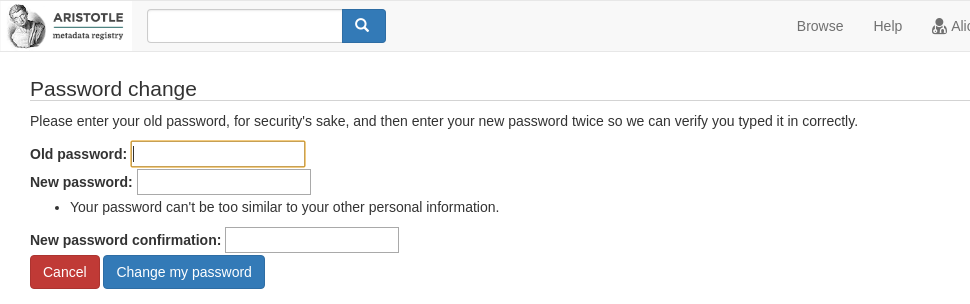 ARISTOTLE
metadata registry
Browse
Help
Password change
Please enter your old password, for security's sake, and then enter your new password twice so we can verify you typed it in correctly.
Old password:
New password:
• Your password can't be too similar to your other personal information.
New password confirmation:
Cancel
Change my password